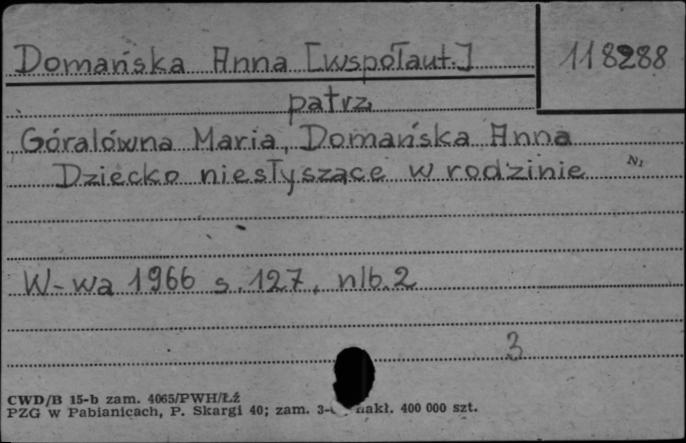 Domańska Anna [wspołaut.] 118288
patrz
Góralówna Maria, Domańska Anna
Dziecko niesłyszące w rodzinie
W-wa 1966 s. 127, nlb. 2
3
CWD/B 15-b zam. 4065/PWH/Łź
PZG w Pabianicach, P. Skargi 40; zam. nakł. 400 000 szt.